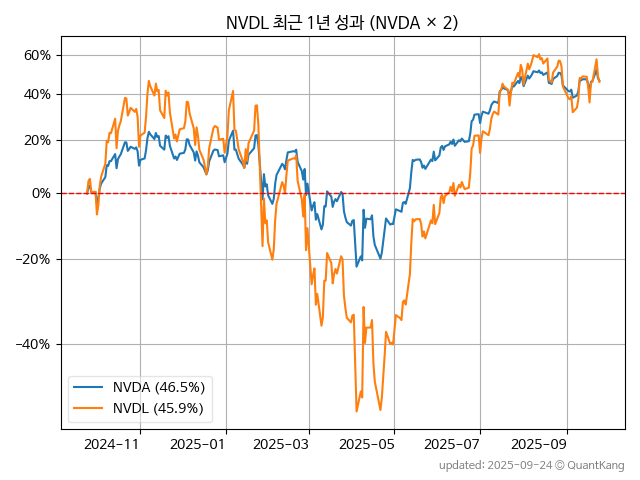 NVDL 최근 1년 성과 (NVDA × 2)
60%
40%
20%
0%
−20%
−40%
NVDA (46.5%)
NVDL (45.9%)
2024-11 2025-01 2025-03 2025-05 2025-07 2025-09
updated: 2025-09-24 © QuantKang